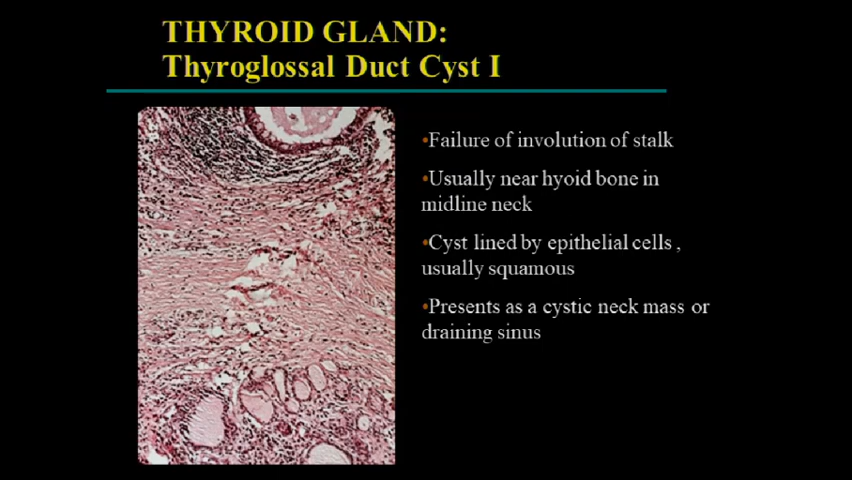 THYROID GLAND:
Thyroglossal Duct Cyst I
•Failure of involution of stalk
•Usually near hyoid bone in
midline neck
•Cyst lined by epithelial cells ,
usually squamous
•Presents as a cystic neck mass or
draining sinus